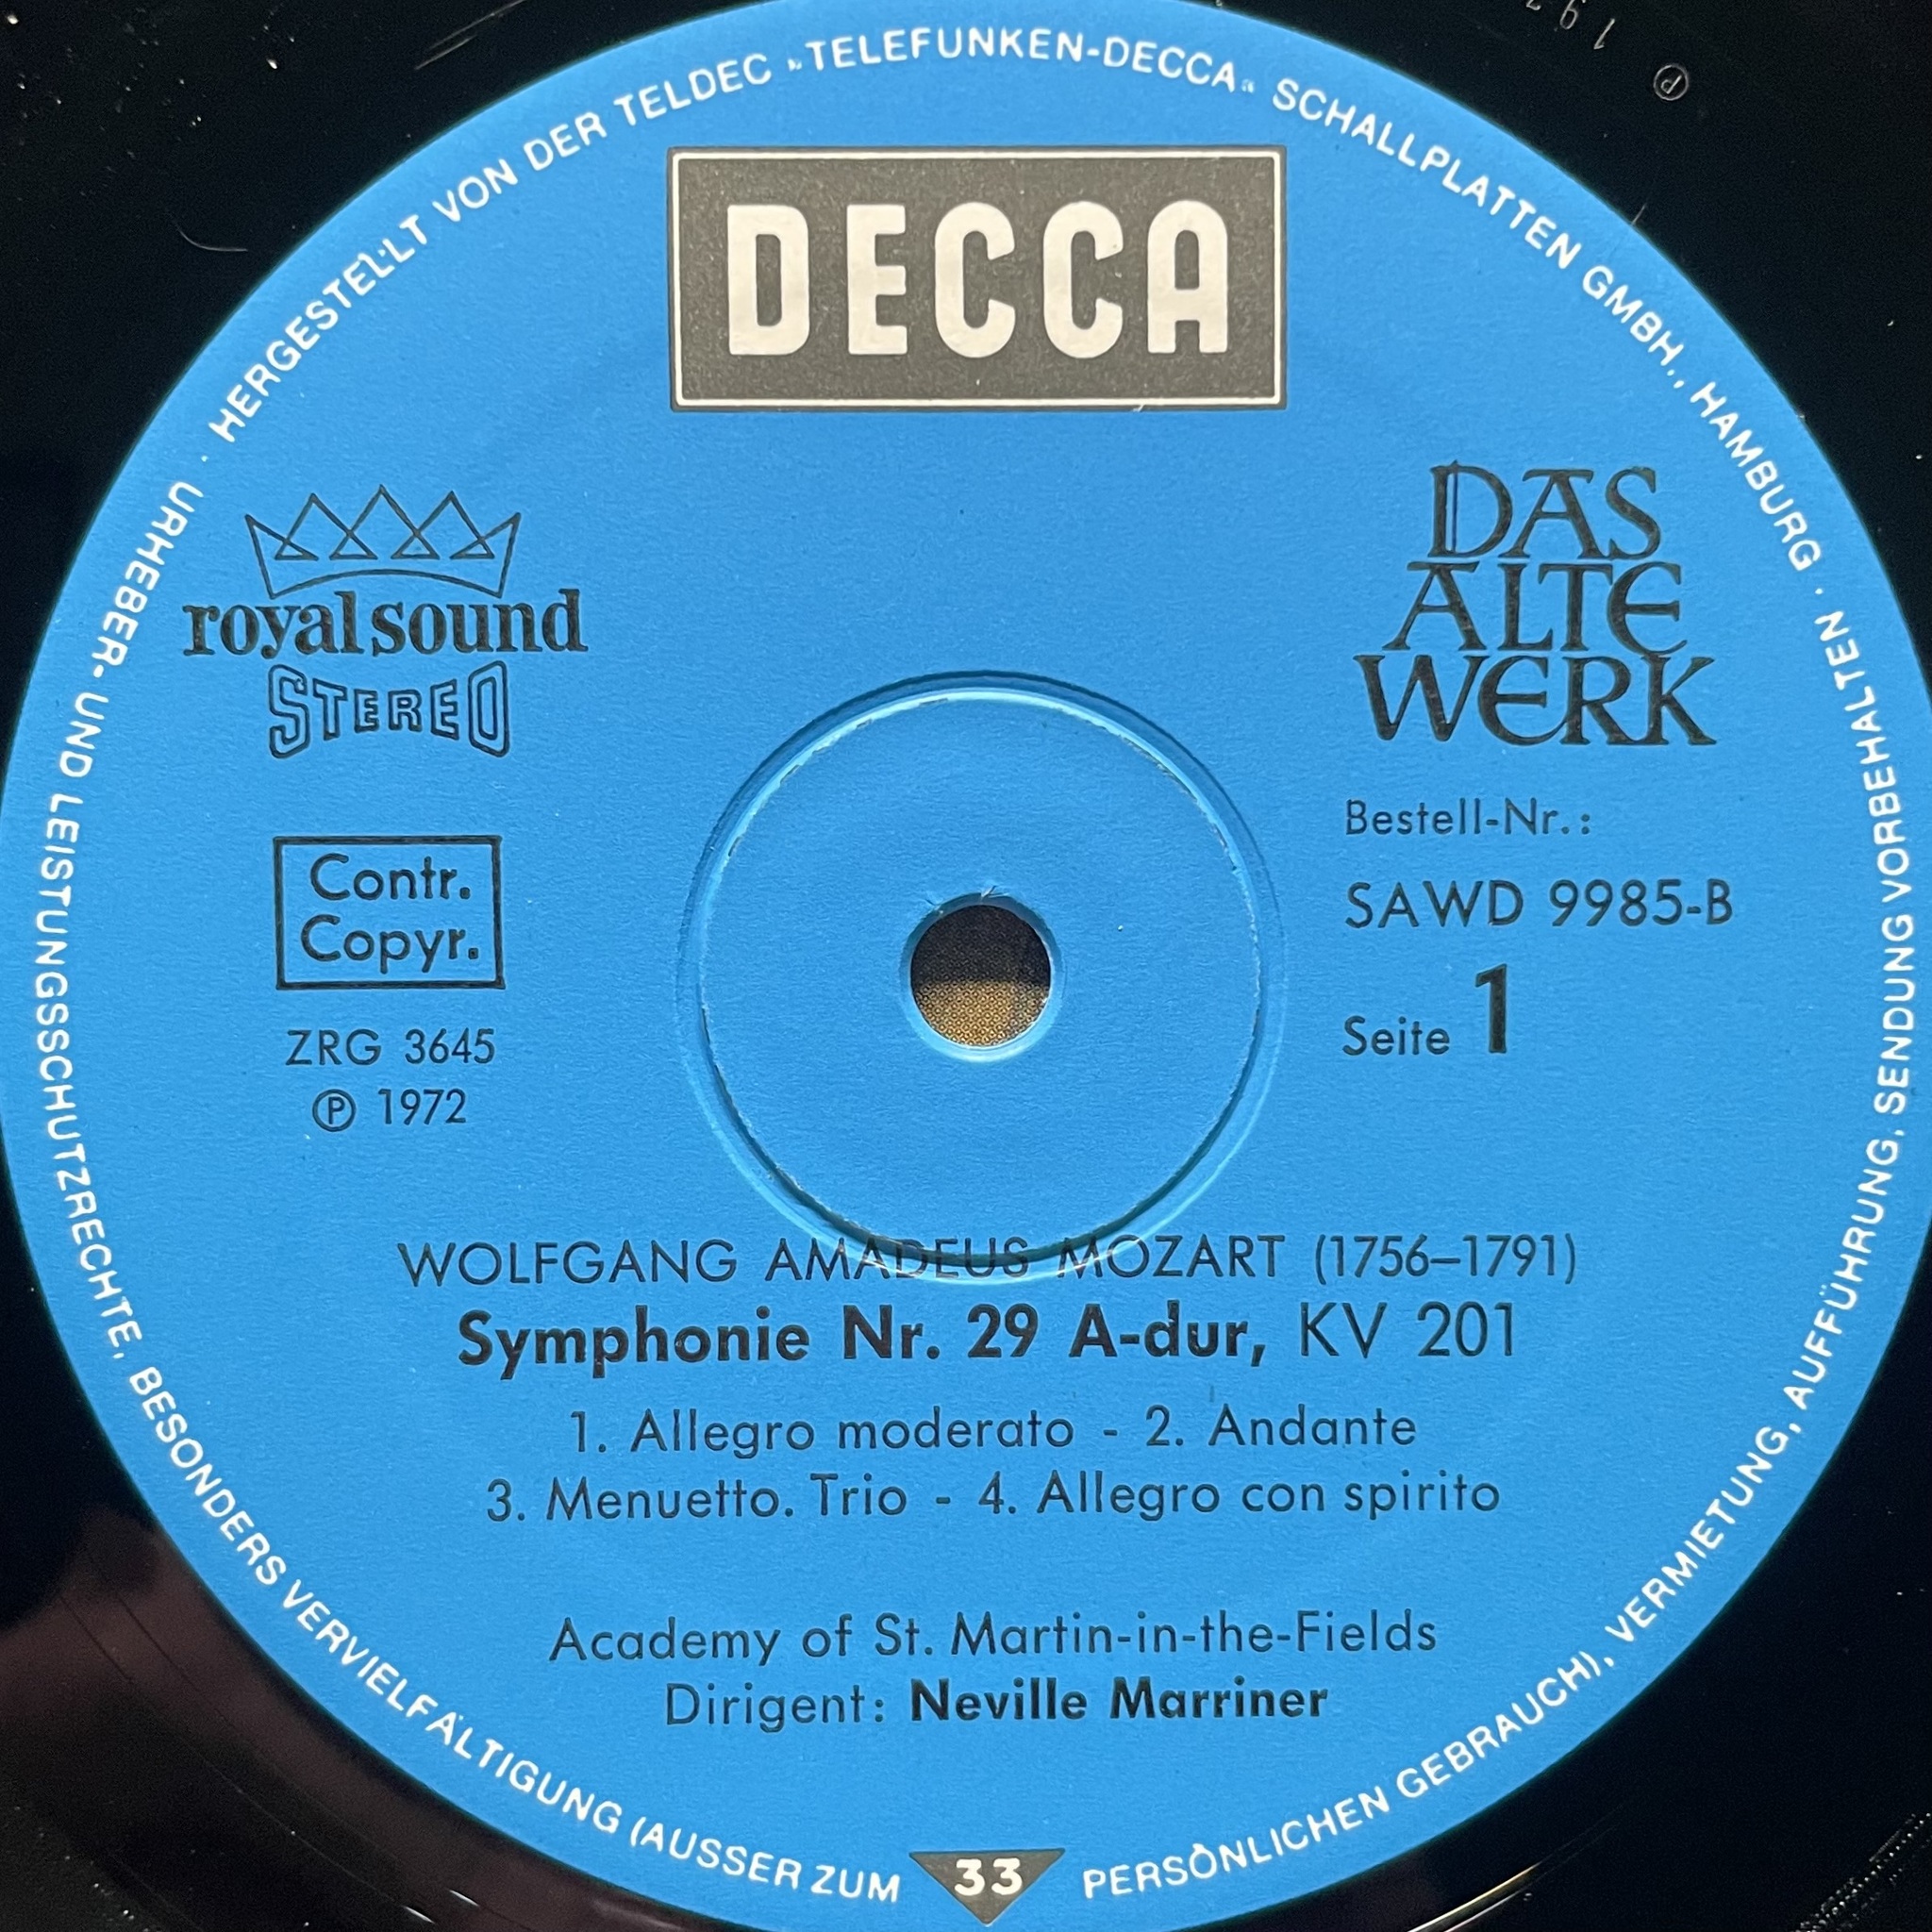 HERGESTELLT VON DER TELDEC »TELEFUNKEN-DECCA« SCHALLPLATTEN GMBH., HAMBURG ·
URHEBER- UND LEISTUNGSSCHUTZRECHTE, BESONDERS VERVIELFÄLTIGUNG (AUSSER ZUM PERSÖNLICHEN GEBRAUCH), VERMIETUNG, AUFFÜHRUNG, SENDUNG VORBEHALTEN ·
DECCA
royal sound
STEREO
DAS
ALTE
WERK
Contr.
Copyr.
ZRG 3645
Ⓟ 1972
Bestell-Nr.:
SAWD 9985-B
Seite 1
WOLFGANG AMADEUS MOZART (1756–1791)
Symphonie Nr. 29 A-dur, KV 201
1. Allegro moderato - 2. Andante
3. Menuetto. Trio - 4. Allegro con spirito
Academy of St. Martin-in-the-Fields
Dirigent: Neville Marriner
33